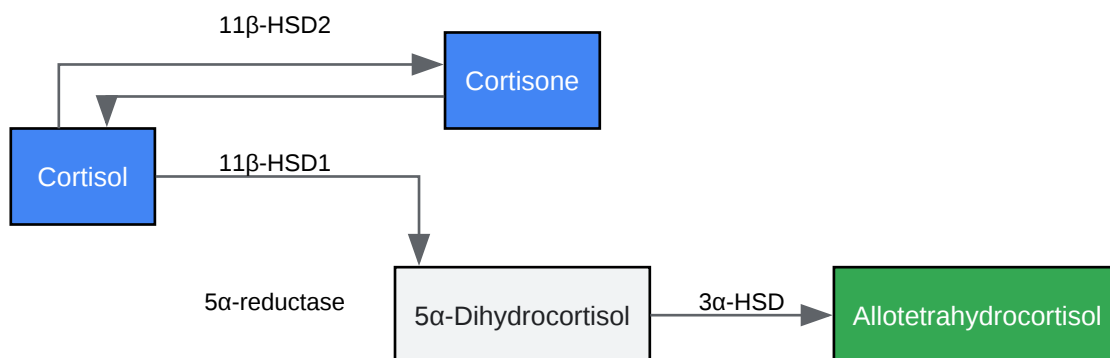 11β-HSD2
Cortisone
Cortisol
11β-HSD1
5α-reductase
5α-Dihydrocortisol
3α-HSD
Allotetrahydrocortisol